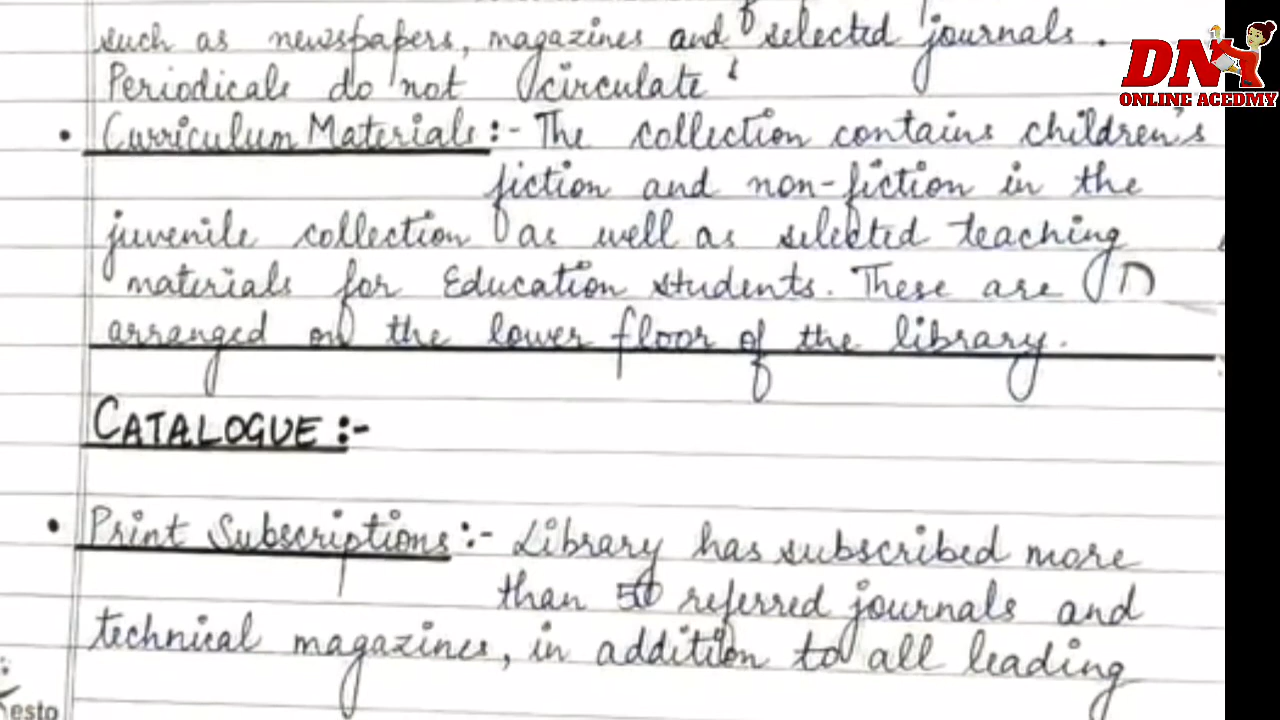 such as newspapers, magazines and selected journals.
Periodicals do not circulate
• Curriculum Materials :- The collection contains children's
fiction and non-fiction in the
juvenile collection as well as selected teaching
materials for Education students. These are
arranged on the lower floor of the library.
CATALOGUE :-
• Print Subscriptions :- Library has subscribed more
than 50 referred journals and
technical magazines, in addition to all leading
esto
DN
ONLINE ACEDMY